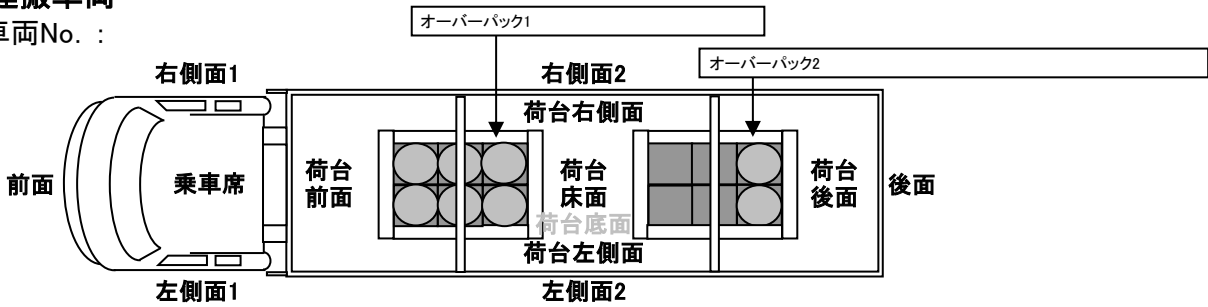 車両No. :
オーバーパック1
オーバーパック2
右側面1
右側面2
荷台右側面
前面
乗車席
荷台
前面
荷台
床面
荷台
後面
後面
荷台底面
荷台左側面
左側面1
左側面2